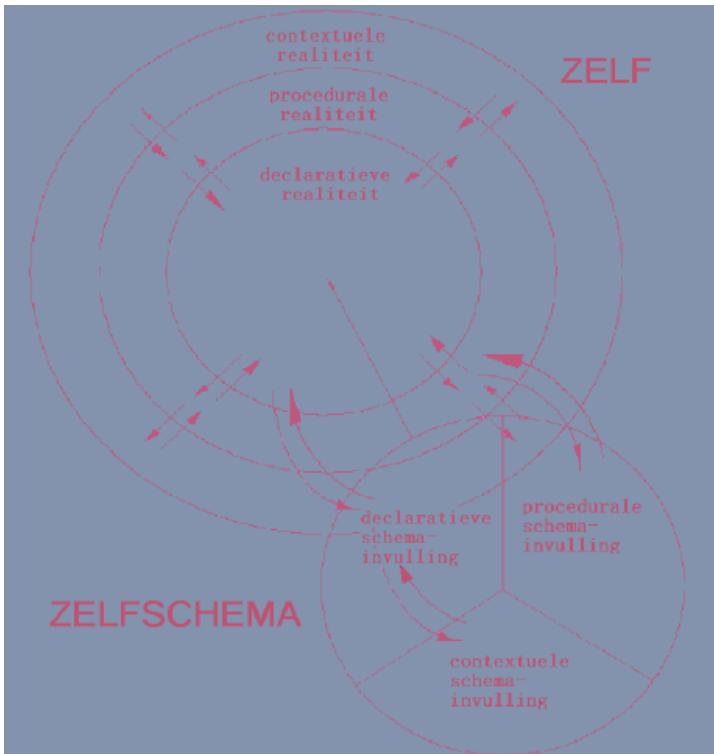 contextuele
realiteit
ZELF
procedurale
realiteit
declaratieve
realiteit
declaratieve
schema-
invulling
procedurale
schema-
invulling
ZELFSCHEMA
contextuele
schema-
invulling